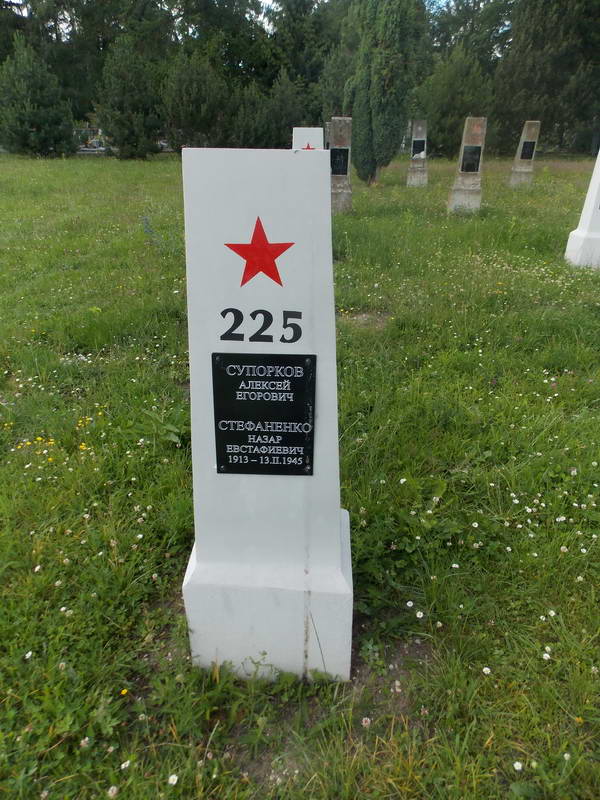 225
СУПОРКОВ
АЛЕКСЕЙ
ЕГОРОВИЧ
СТЕФАНЕНКО
НАЗАР
ЕВСТАФИЕВИЧ
1913 – 13.II.1945